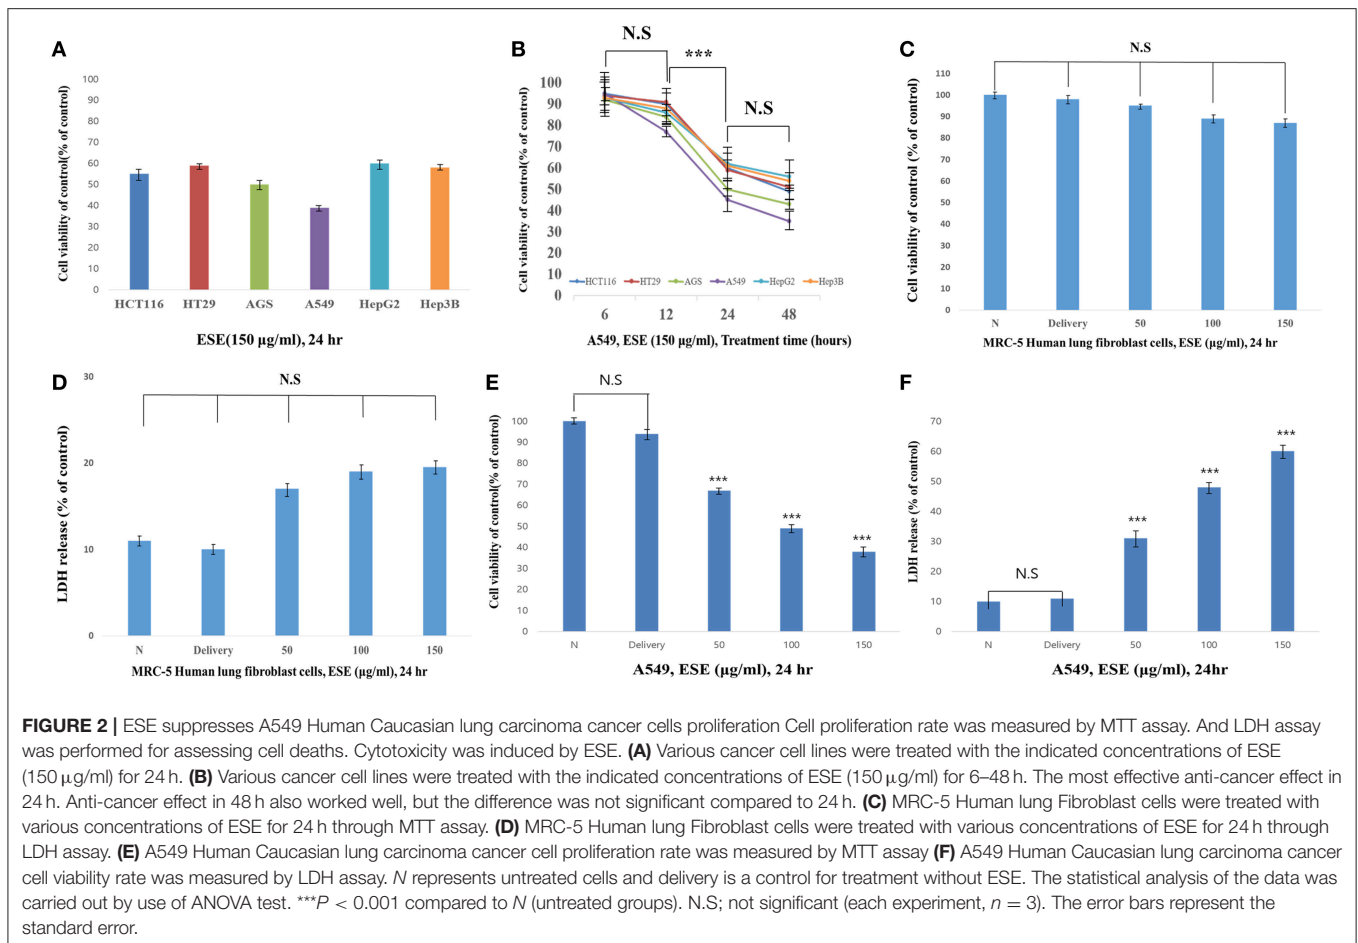 A
Cell viability of control(% of control)
100
90
80
70
60
50
40
30
20
10
0
HCT116 HT29 AGS A549 HepG2 Hep3B
ESE(150 µg/ml), 24 hr
B
N.S
***
N.S
Cell viability of control(% of control)
100
90
80
70
60
50
40
30
20
10
0
HCT116 HT29 AGS A549 HepG2 Hep3B
6 12 24 48
A549, ESE (150 µg/ml), Treatment time (hours)
C
N.S
Cell viability of control (% of control)
110
100
90
80
70
60
50
40
30
20
10
0
N Delivery 50 100 150
MRC-5 Human lung fibroblast cells, ESE (µg/ml), 24 hr
D
N.S
LDH release (% of control)
30
20
10
0
N Delivery 50 100 150
MRC-5 Human lung fibroblast cells, ESE (µg/ml), 24 hr
E
N.S
Cell viability of control(% of control)
100
90
80
70
60
50
40
30
20
10
0
***
***
***
N Delivery 50 100 150
A549, ESE (µg/ml), 24 hr
F
LDH release (% of control)
70
60
50
40
30
20
10
0
N.S
***
***
***
N Delivery 50 100 150
A549, ESE (µg/ml), 24hr
FIGURE 2 | ESE suppresses A549 Human Caucasian lung carcinoma cancer cells proliferation Cell proliferation rate was measured by MTT assay. And LDH assay
was performed for assessing cell deaths. Cytotoxicity was induced by ESE. (A) Various cancer cell lines were treated with the indicated concentrations of ESE
(150 µg/ml) for 24 h. (B) Various cancer cell lines were treated with the indicated concentrations of ESE (150 µg/ml) for 6–48 h. The most effective anti-cancer effect in
24 h. Anti-cancer effect in 48 h also worked well, but the difference was not significant compared to 24 h. (C) MRC-5 Human lung Fibroblast cells were treated with
various concentrations of ESE for 24 h through MTT assay. (D) MRC-5 Human lung Fibroblast cells were treated with various concentrations of ESE for 24 h through
LDH assay. (E) A549 Human Caucasian lung carcinoma cancer cell proliferation rate was measured by MTT assay (F) A549 Human Caucasian lung carcinoma cancer
cell viability rate was measured by LDH assay. N represents untreated cells and delivery is a control for treatment without ESE. The statistical analysis of the data was
carried out by use of ANOVA test. ***P < 0.001 compared to N (untreated groups). N.S; not significant (each experiment, n = 3). The error bars represent the
standard error.